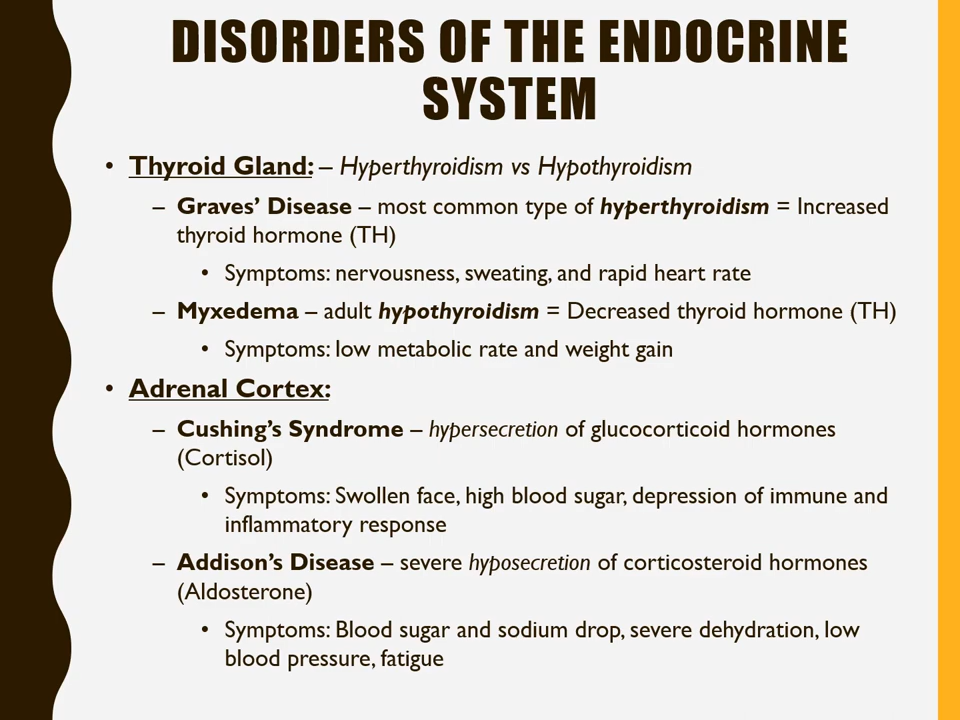 DISORDERS OF THE ENDOCRINE
SYSTEM
• Thyroid Gland: – Hyperthyroidism vs Hypothyroidism
– Graves’ Disease – most common type of hyperthyroidism = Increased
thyroid hormone (TH)
• Symptoms: nervousness, sweating, and rapid heart rate
– Myxedema – adult hypothyroidism = Decreased thyroid hormone (TH)
• Symptoms: low metabolic rate and weight gain
• Adrenal Cortex:
– Cushing’s Syndrome – hypersecretion of glucocorticoid hormones
(Cortisol)
• Symptoms: Swollen face, high blood sugar, depression of immune and
inflammatory response
– Addison’s Disease – severe hyposecretion of corticosteroid hormones
(Aldosterone)
• Symptoms: Blood sugar and sodium drop, severe dehydration, low
blood pressure, fatigue